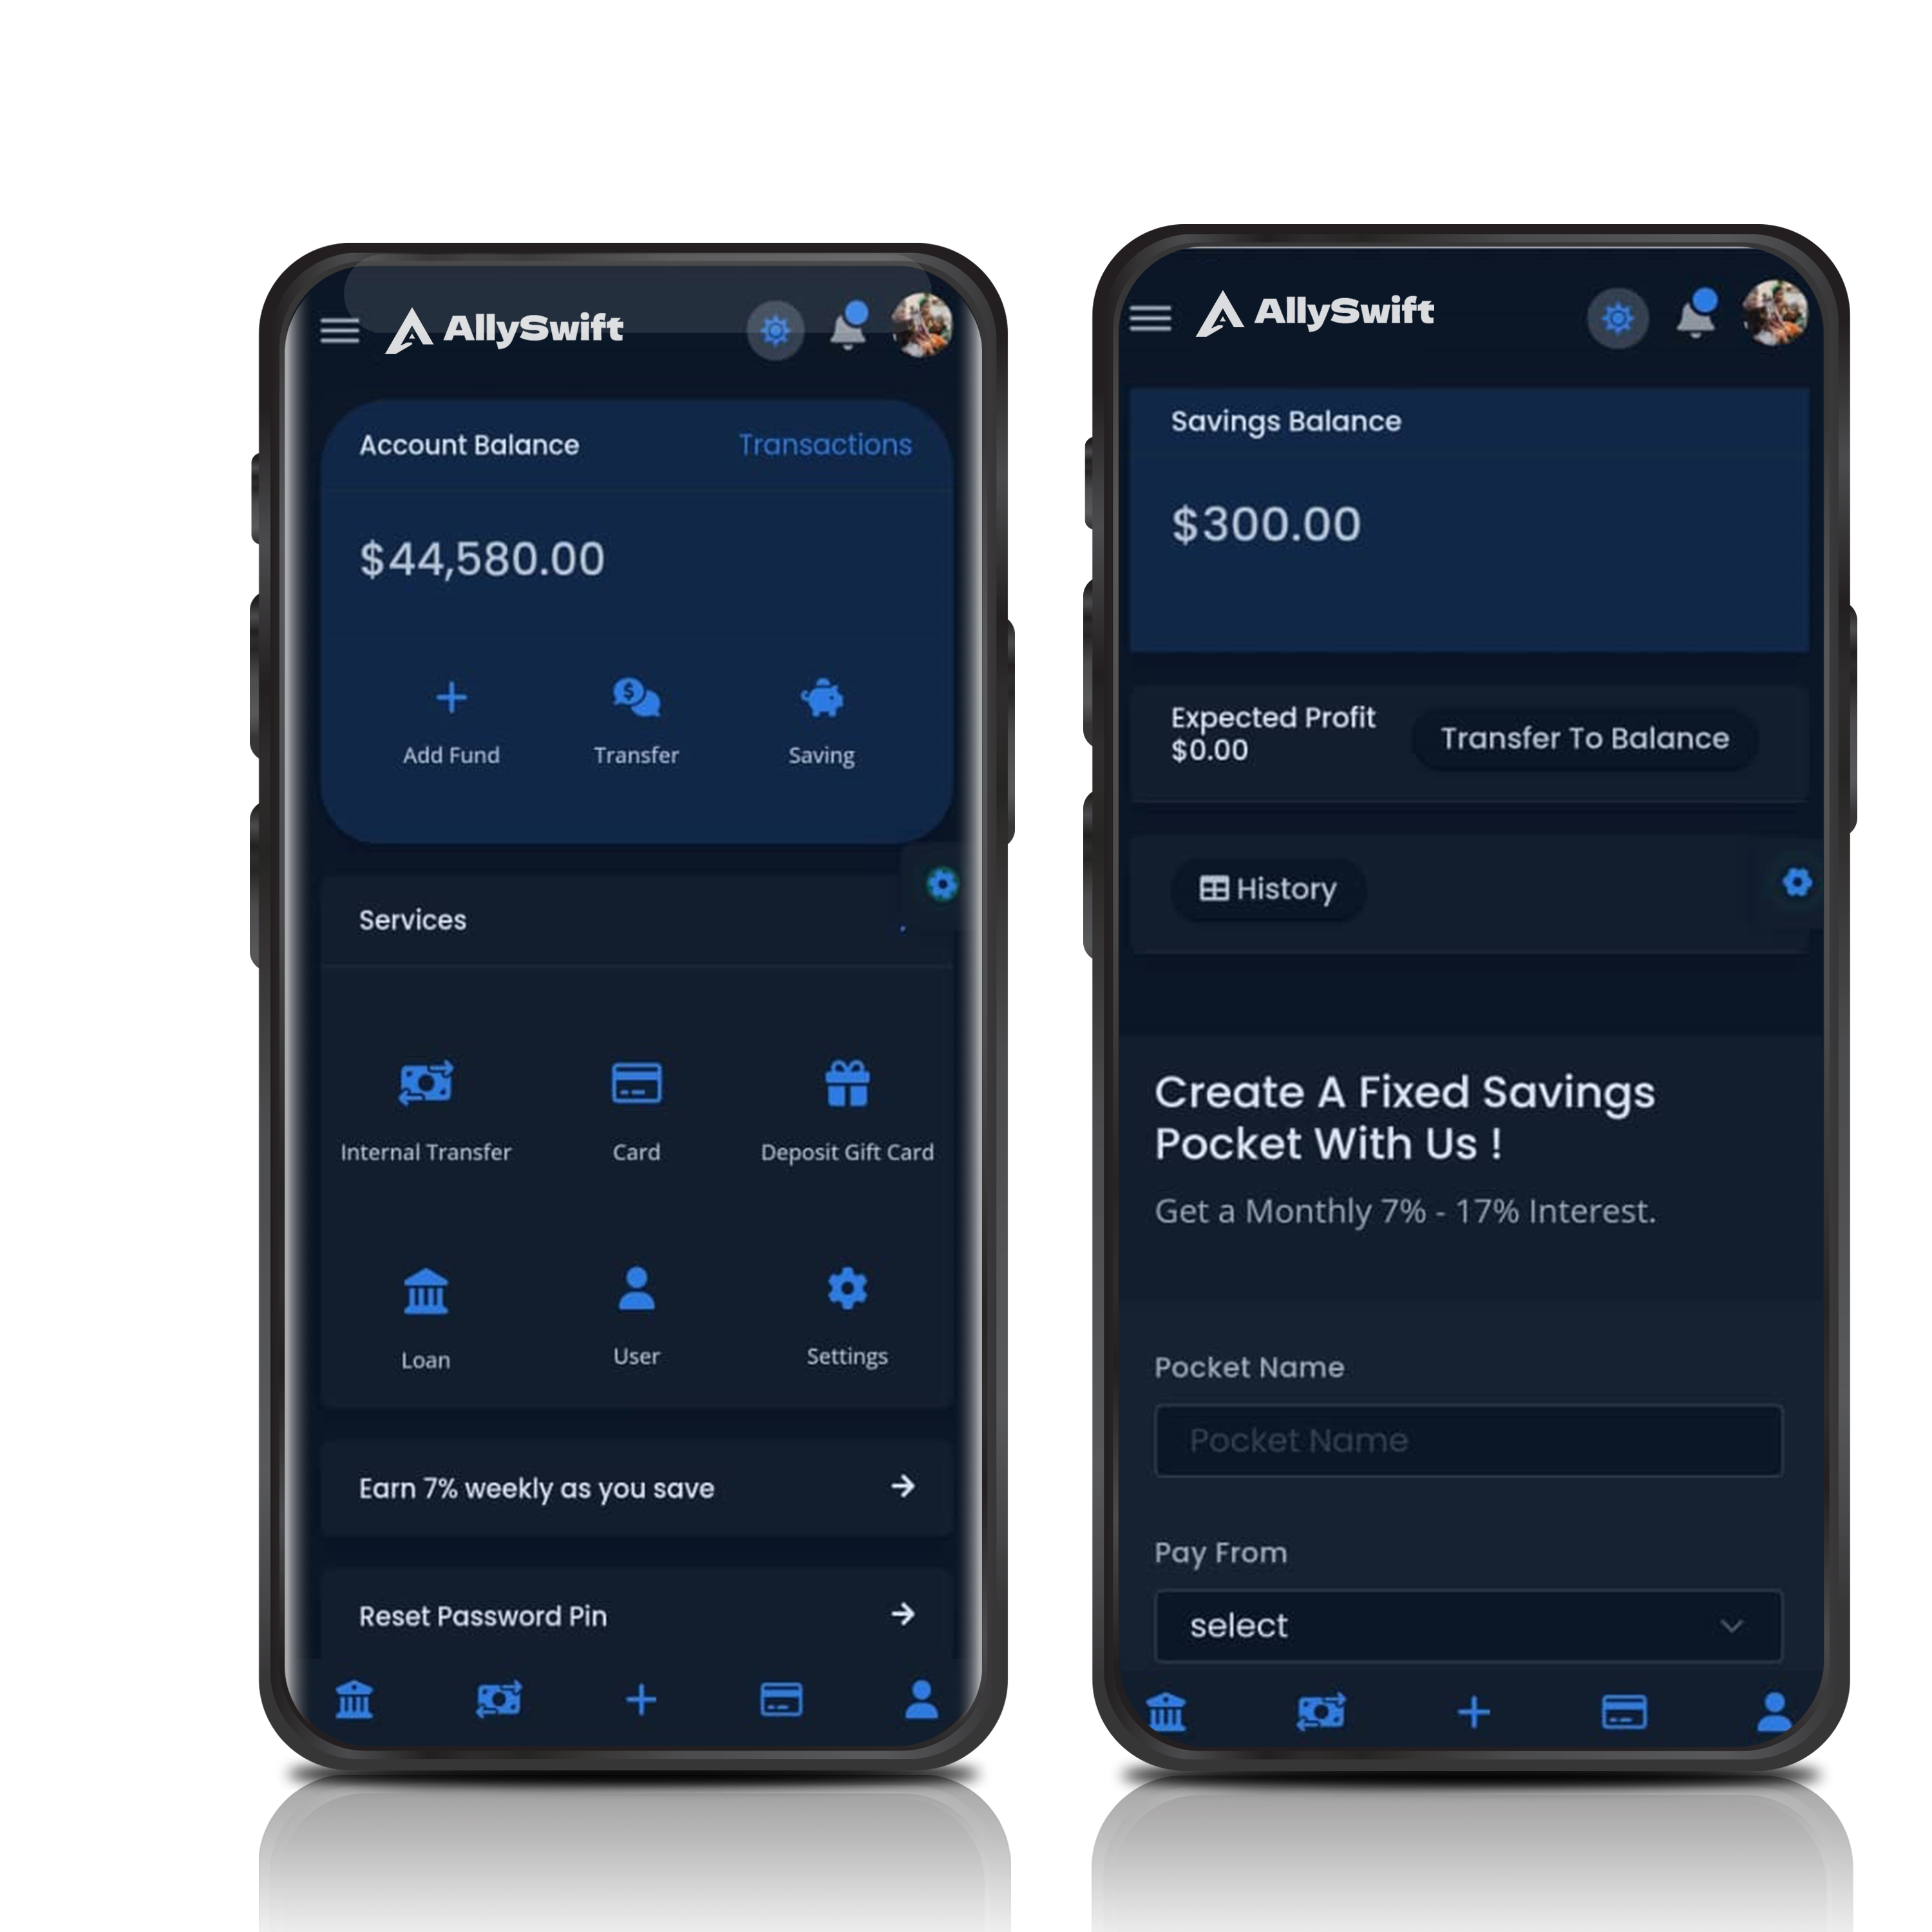 AllySwift
Account Balance
Transactions
$44,580.00
Add Fund
Transfer
Saving
Services
Internal Transfer
Card
Deposit Gift Card
Loan
User
Settings
Earn 7% weekly as you save
Reset Password Pin
AllySwift
Savings Balance
$300.00
Expected Profit
$0.00
Transfer To Balance
History
Create A Fixed Savings
Pocket With Us !
Get a Monthly 7% - 17% Interest.
Pocket Name
Pocket Name
Pay From
select